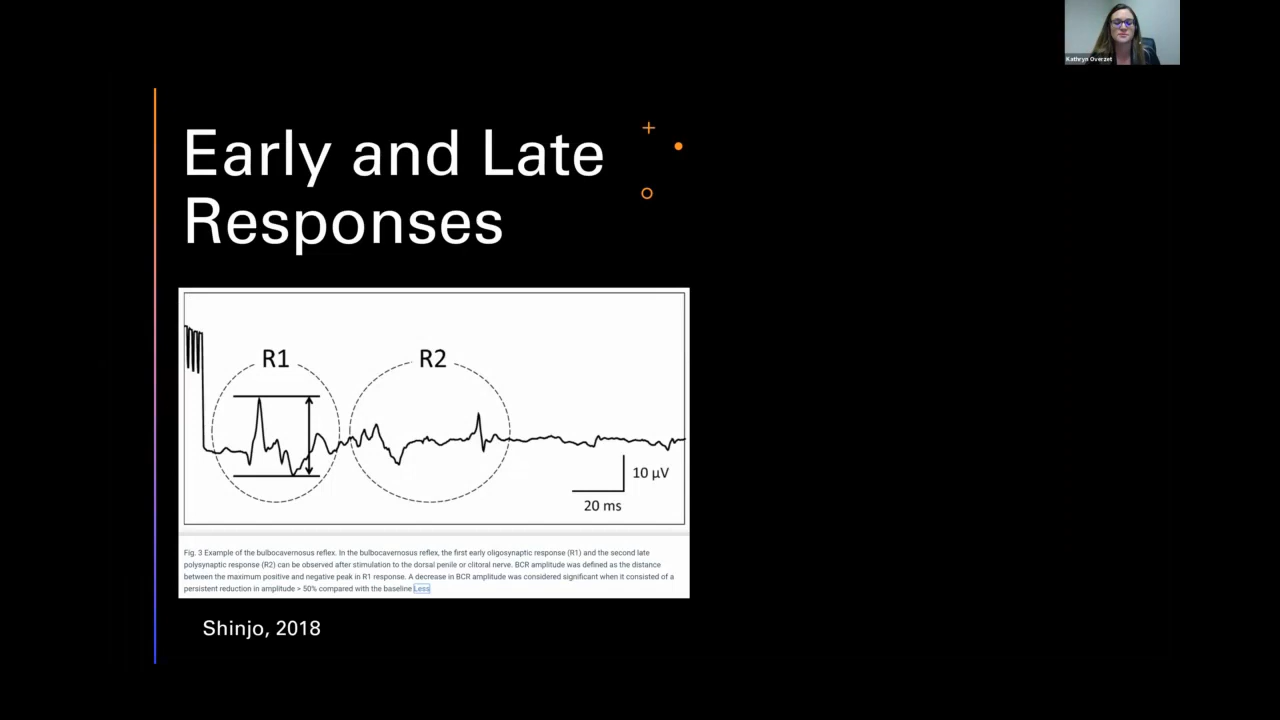 Kathryn Overzet
Early and Late
Responses
R1
R2
10 µV
20 ms
Fig. 3 Example of the bulbocavernosus reflex. In the bulbocavernosus reflex, the first early oligosynaptic response (R1) and the second late
polysynaptic response (R2) can be observed after stimulation to the dorsal penile or clitoral nerve. BCR amplitude was defined as the distance
between the maximum positive and negative peak in R1 response. A decrease in BCR amplitude was considered significant when it consisted of a
persistent reduction in amplitude > 50% compared with the baseline Less
Shinjo, 2018